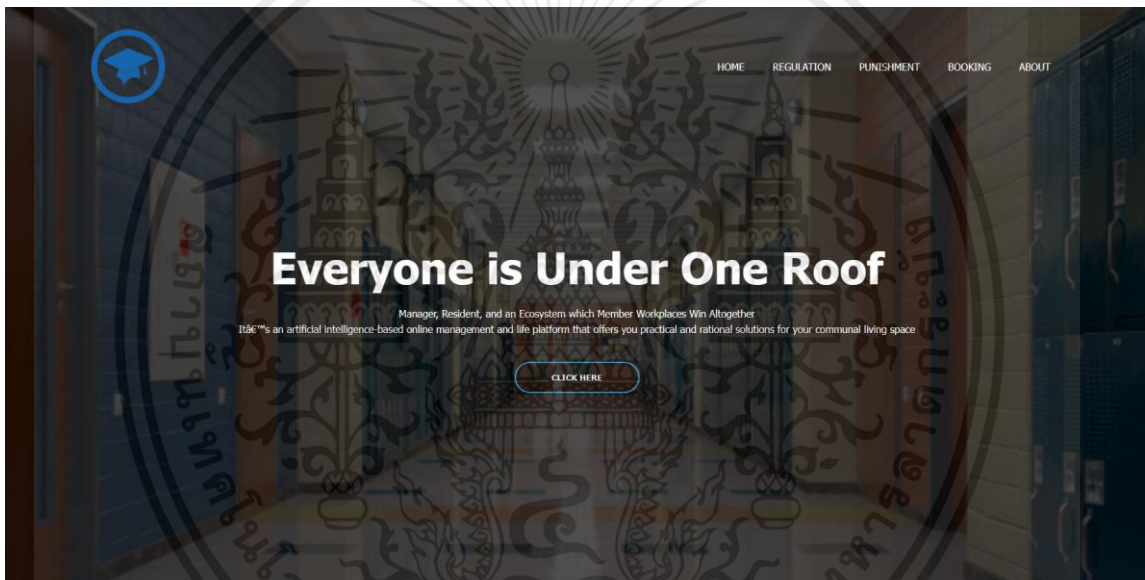 HOME REGULATION PUNISHMENT BOOKING ABOUT
Everyone is Under One Roof
Manager, Resident, and an Ecosystem which Member Workplaces Win Altogether
Itâ€™s an artificial intelligence-based online management and life platform that offers you practical and rational solutions for your communal living space
CLICK HERE